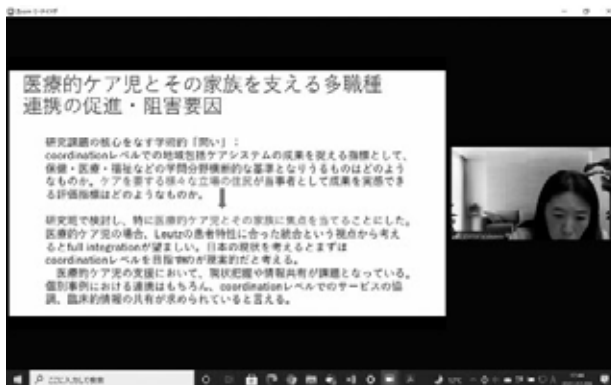 Zoom ミーティング
医療的ケア児とその家族を支える多職種
連携の促進・阻害要因
研究課題の核心をなす学術的「問い」：
coordinationレベルでの地域包括ケアシステムの成果を捉える指標として、
保健・医療・福祉などの学問分野横断的な基準となりうるものはどのよう
なものか。ケアを要する様々な立場の住民が当事者として成果を実感でき
る評価指標はどのようなものか。
研究班で検討し、特に医療的ケア児とその家族に焦点を当てることにした。
医療的ケア児の場合、Leutzの患者特性に合った統合という視点から考え
るとfull integrationが望ましい。日本の現状を考えるとまずは
coordinationレベルを目指すのが現実的だと考える。
医療的ケア児の支援において、現状把握や情報共有が課題となっている。
個別事例における連携はもちろん、coordinationレベルでのサービスの協
調、臨床的情報の共有が求められていると言える。
ここに入力して検索